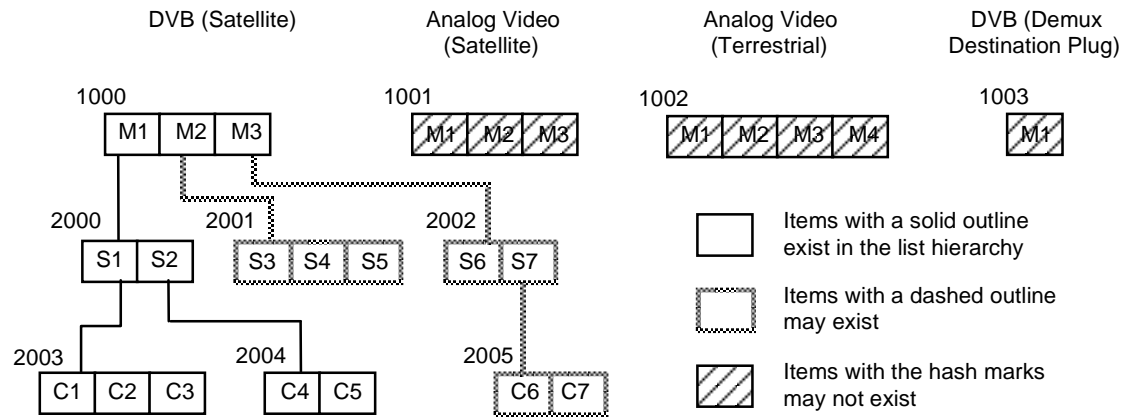 DVB (Satellite)
Analog Video
(Satellite)
Analog Video
(Terrestrial)
DVB (Demux
Destination Plug)
1000
1001
1002
1003
M1 M2 M3
M1 M2 M3
M1 M2 M3 M4
M1
2000
2001
2002
S1 S2
S3 S4 S5
S6 S7
Items with a solid outline
exist in the list hierarchy
Items with a dashed outline
may exist
2003
2004
2005
C1 C2 C3
C4 C5
C6 C7
Items with the hash marks
may not exist